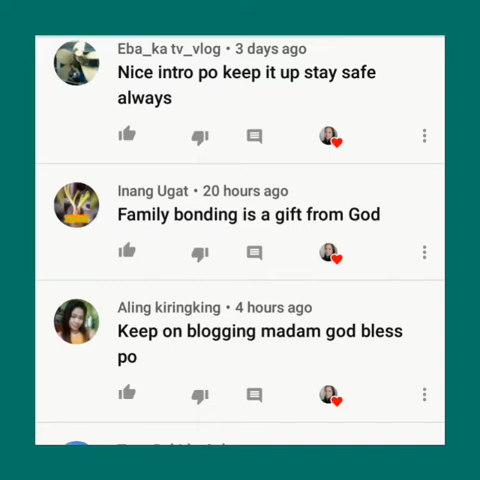 Eba_ka tv_vlog • 3 days ago
Nice intro po keep it up stay safe
always
Inang Ugat • 20 hours ago
Family bonding is a gift from God
Aling kiringking • 4 hours ago
Keep on blogging madam god bless
po